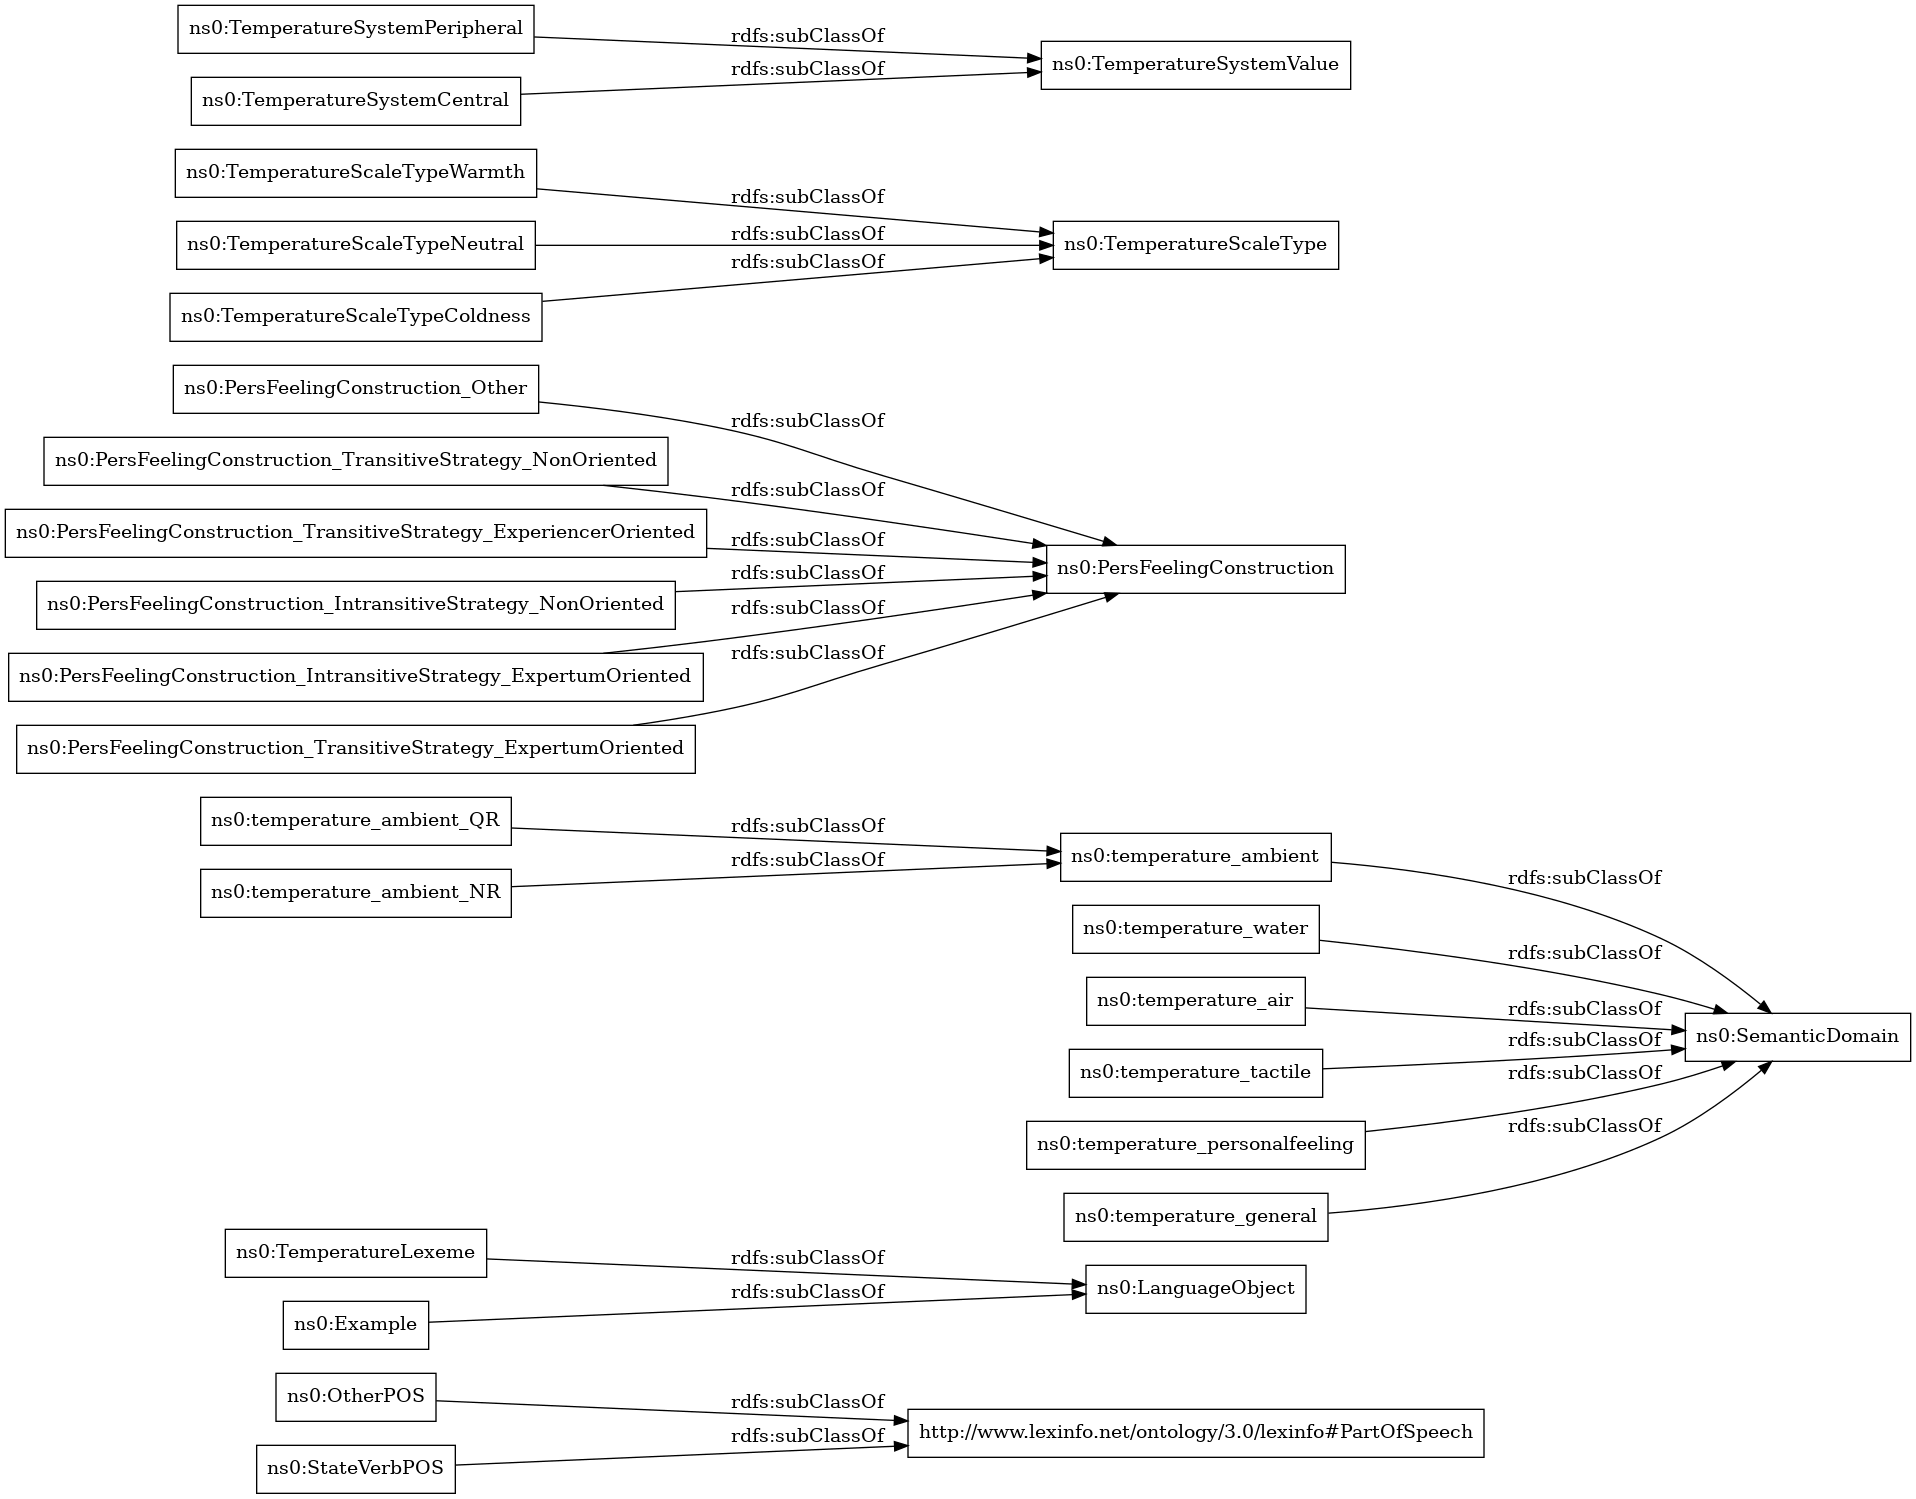 ns0:TemperatureSystemPeripheral
rdfs:subClassOf
ns0:TemperatureSystemValue
rdfs:subClassOf
ns0:TemperatureSystemCentral
ns0:TemperatureScaleTypeWarmth
rdfs:subClassOf
ns0:TemperatureScaleTypeNeutral
rdfs:subClassOf
ns0:TemperatureScaleType
rdfs:subClassOf
ns0:TemperatureScaleTypeColdness
ns0:PersFeelingConstruction_Other
rdfs:subClassOf
ns0:PersFeelingConstruction_TransitiveStrategy_NonOriented
rdfs:subClassOf
ns0:PersFeelingConstruction_TransitiveStrategy_ExperiencerOriented
rdfs:subClassOf
ns0:PersFeelingConstruction
rdfs:subClassOf
ns0:PersFeelingConstruction_IntransitiveStrategy_NonOriented
rdfs:subClassOf
ns0:PersFeelingConstruction_IntransitiveStrategy_ExpertumOriented
rdfs:subClassOf
ns0:PersFeelingConstruction_TransitiveStrategy_ExpertumOriented
ns0:temperature_ambient_QR
rdfs:subClassOf
ns0:temperature_ambient
rdfs:subClassOf
ns0:temperature_ambient_NR
rdfs:subClassOf
ns0:temperature_water
rdfs:subClassOf
ns0:temperature_air
rdfs:subClassOf
ns0:SemanticDomain
rdfs:subClassOf
ns0:temperature_tactile
rdfs:subClassOf
ns0:temperature_personalfeeling
rdfs:subClassOf
ns0:temperature_general
ns0:TemperatureLexeme
rdfs:subClassOf
ns0:LanguageObject
rdfs:subClassOf
ns0:Example
ns0:OtherPOS
rdfs:subClassOf
http://www.lexinfo.net/ontology/3.0/lexinfo#PartOfSpeech
rdfs:subClassOf
ns0:StateVerbPOS